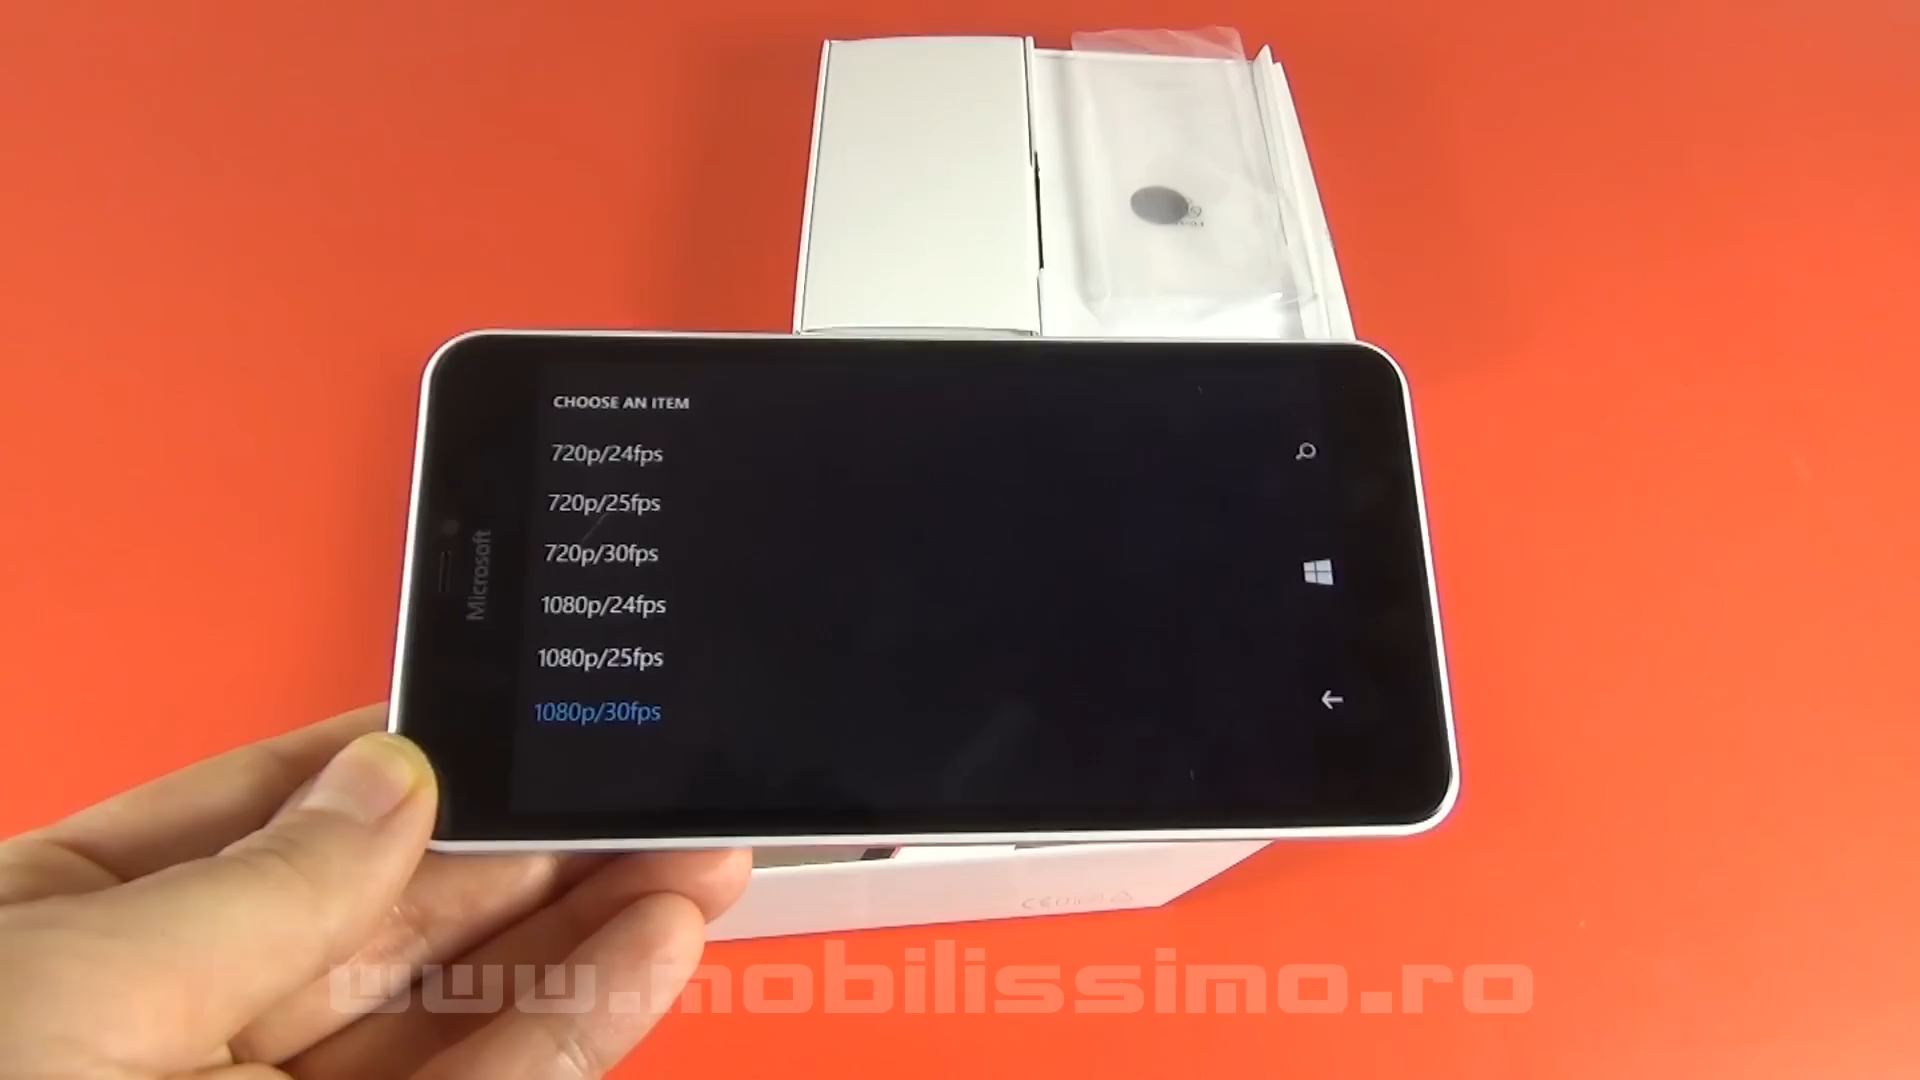 CHOOSE AN ITEM
720p/24fps
720p/25fps
720p/30fps
1080p/24fps
1080p/25fps
1080p/30fps
Microsoft
CE
www.mobilissimo.ro